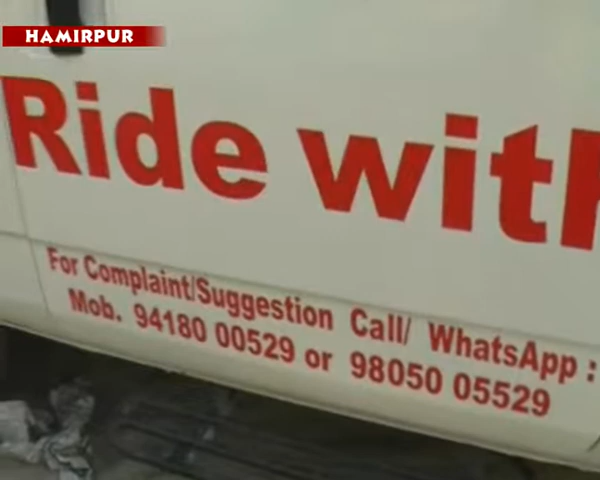 HAMIRPUR
Ride with
For Complaint/Suggestion Call/ WhatsApp :
Mob. 94180 00529 or 98050 05529